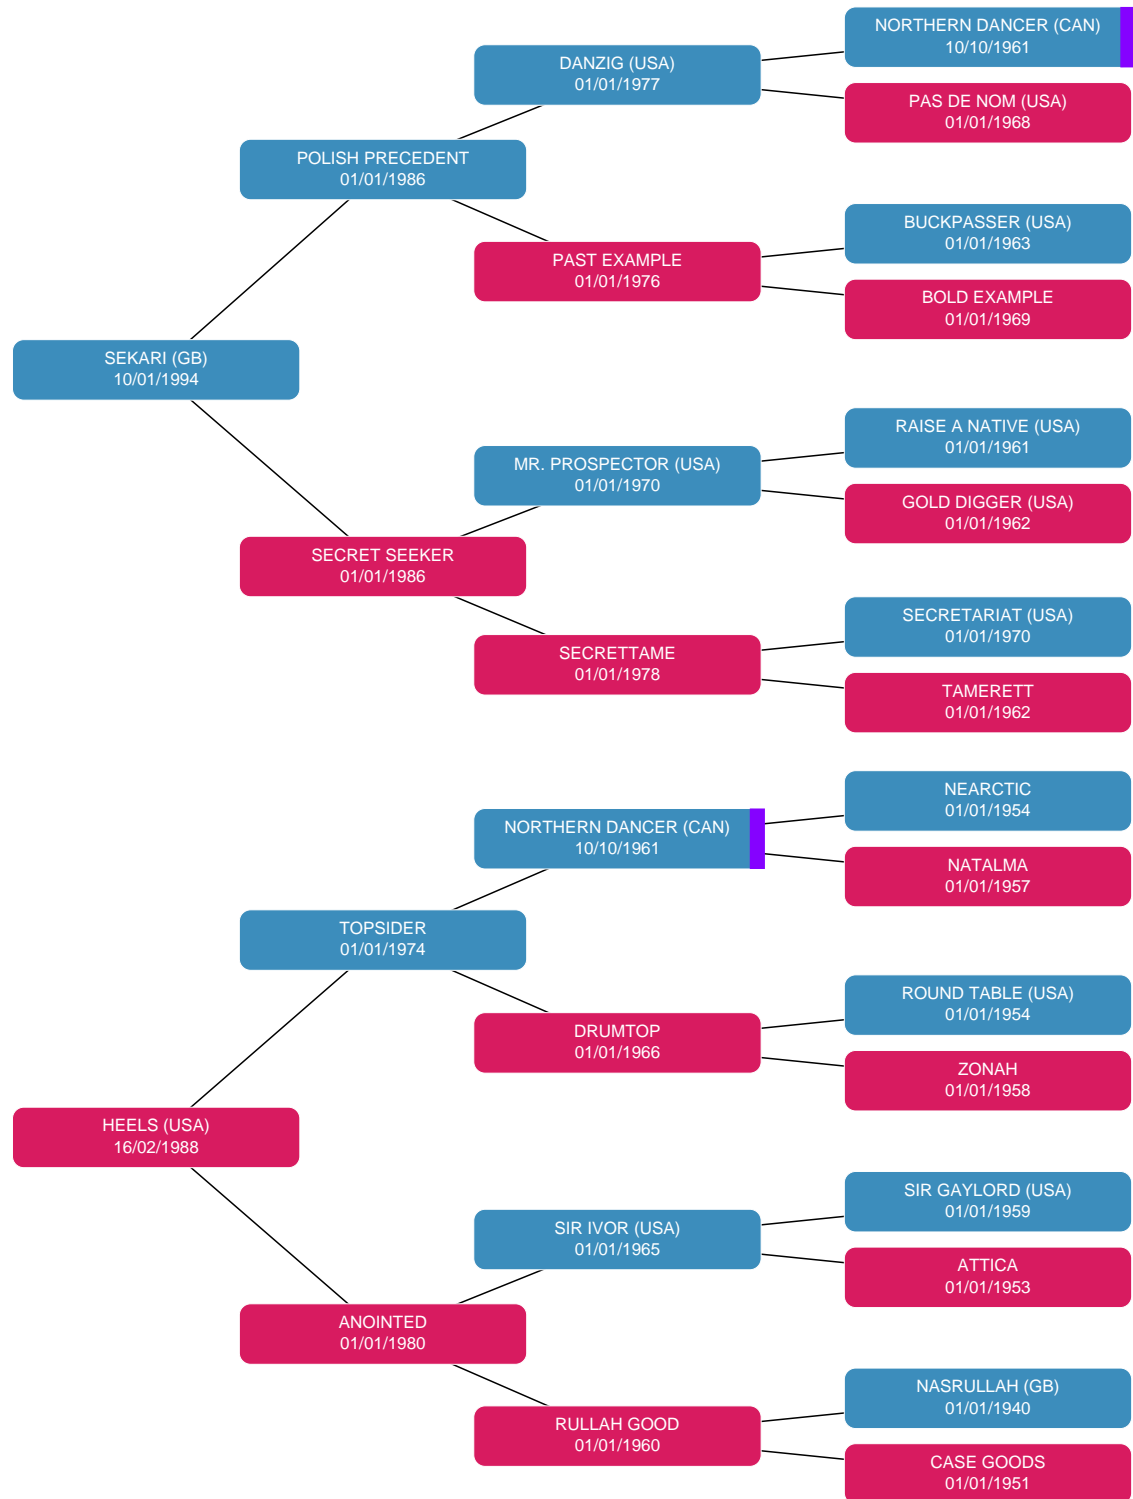 NORTHERN DANCER (CAN)
10/10/1961
DANZIG (USA)
01/01/1977
PAS DE NOM (USA)
01/01/1968
POLISH PRECEDENT
01/01/1986
BUCKPASSER (USA)
01/01/1963
PAST EXAMPLE
01/01/1976
BOLD EXAMPLE
01/01/1969
SEKARI (GB)
10/01/1994
RAISE A NATIVE (USA)
01/01/1961
MR. PROSPECTOR (USA)
01/01/1970
GOLD DIGGER (USA)
01/01/1962
SECRET SEEKER
01/01/1986
SECRETARIAT (USA)
01/01/1970
SECRETTAME
01/01/1978
TAMERETT
01/01/1962
NEARCTIC
01/01/1954
NORTHERN DANCER (CAN)
10/10/1961
NATALMA
01/01/1957
TOPSIDER
01/01/1974
ROUND TABLE (USA)
01/01/1954
DRUMTOP
01/01/1966
ZONAH
01/01/1958
HEELS (USA)
16/02/1988
SIR GAYLORD (USA)
01/01/1959
SIR IVOR (USA)
01/01/1965
ATTICA
01/01/1953
ANOINTED
01/01/1980
NASRULLAH (GB)
01/01/1940
RULLAH GOOD
01/01/1960
CASE GOODS
01/01/1951